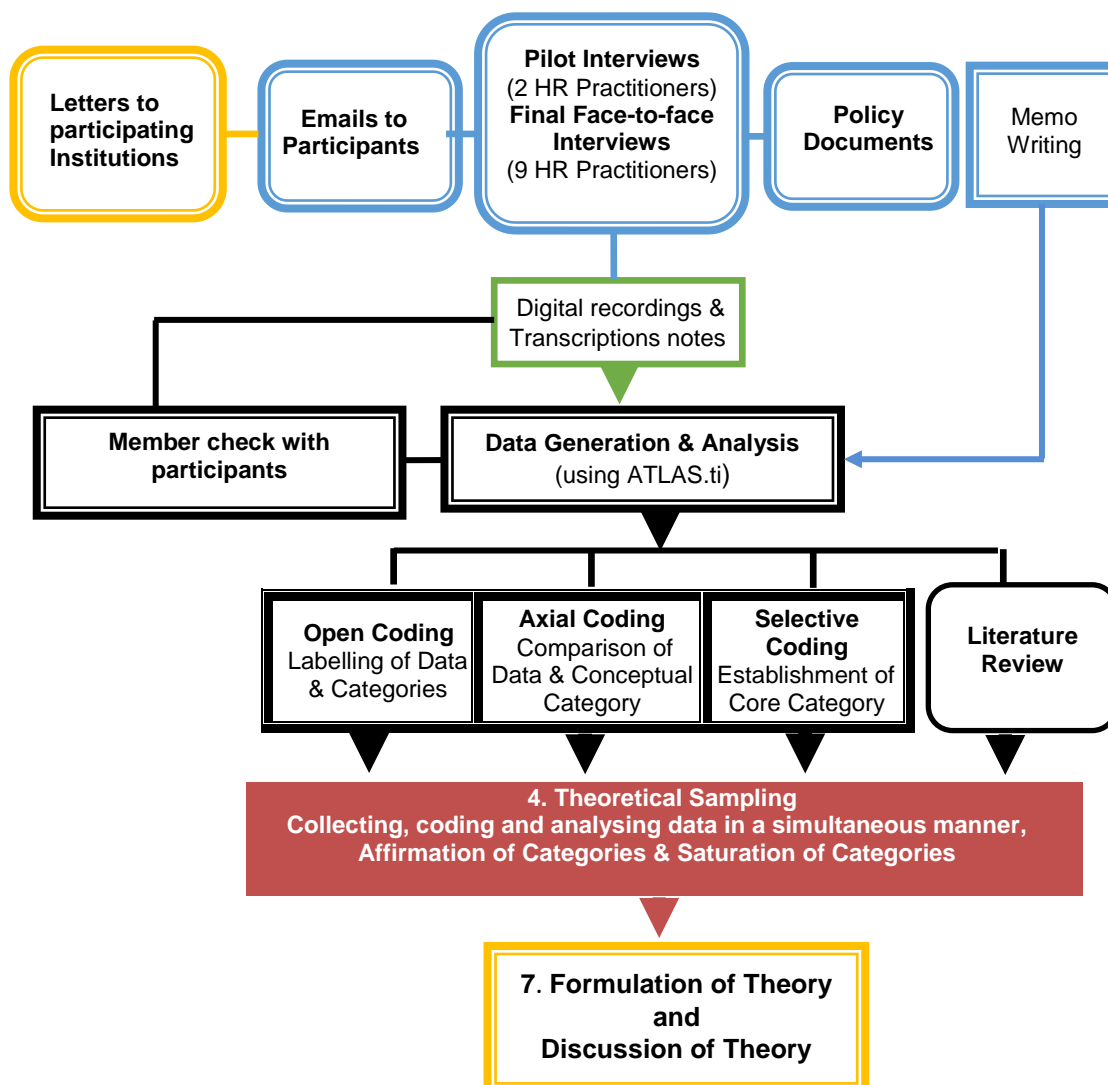 Letters to
participating
Institutions
Emails to
Participants
Pilot Interviews
(2 HR Practitioners)
Final Face-to-face
Interviews
(9 HR Practitioners)
Policy
Documents
Memo
Writing
Digital recordings &
Transcriptions notes
Member check with
participants
Data Generation & Analysis
(using ATLAS.ti)
Open Coding
Labelling of Data
& Categories
Axial Coding
Comparison of
Data & Conceptual
Category
Selective
Coding
Establishment of
Core Category
Literature
Review
4. Theoretical Sampling
Collecting, coding and analysing data in a simultaneous manner,
Affirmation of Categories & Saturation of Categories
7. Formulation of Theory
and
Discussion of Theory